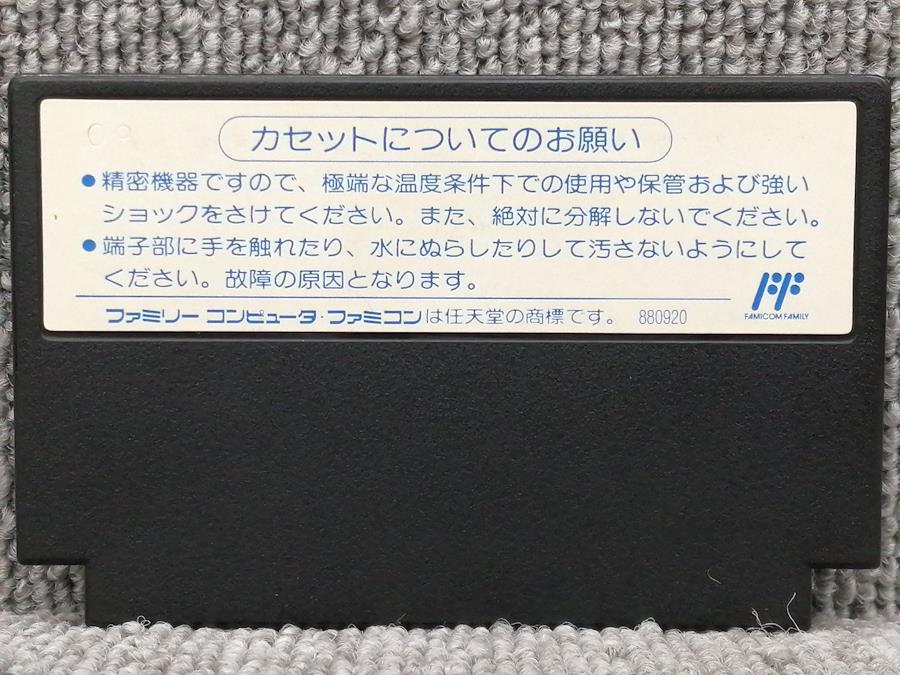 カセットについてのお願い
●精密機器ですので、極端な温度条件下での使用や保管および強い
ショックをさけてください。また、絶対に分解しないでください。
●端子部に手を触れたり、水にぬらしたりして汚さないようにして
ください。故障の原因となります。
ファミリーコンピュータ・ファミコンは任天堂の商標です。 880920
FAMICOM FAMILY